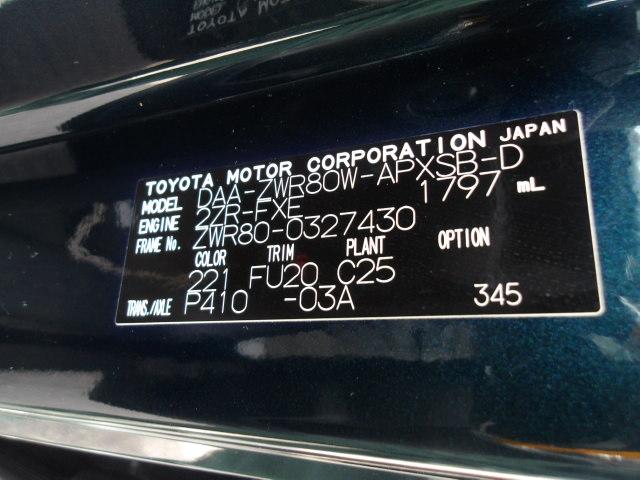 TOYOTA MOTOR CORPORATION JAPAN
MODEL DAA-ZWR80W-APXSB-D
ENGINE 2ZR-FXE 1797 mL
FRAME No. ZWR80-0327430
COLOR TRIM PLANT OPTION
221 FU20 C25
TRANS./AXLE P410 -03A 345